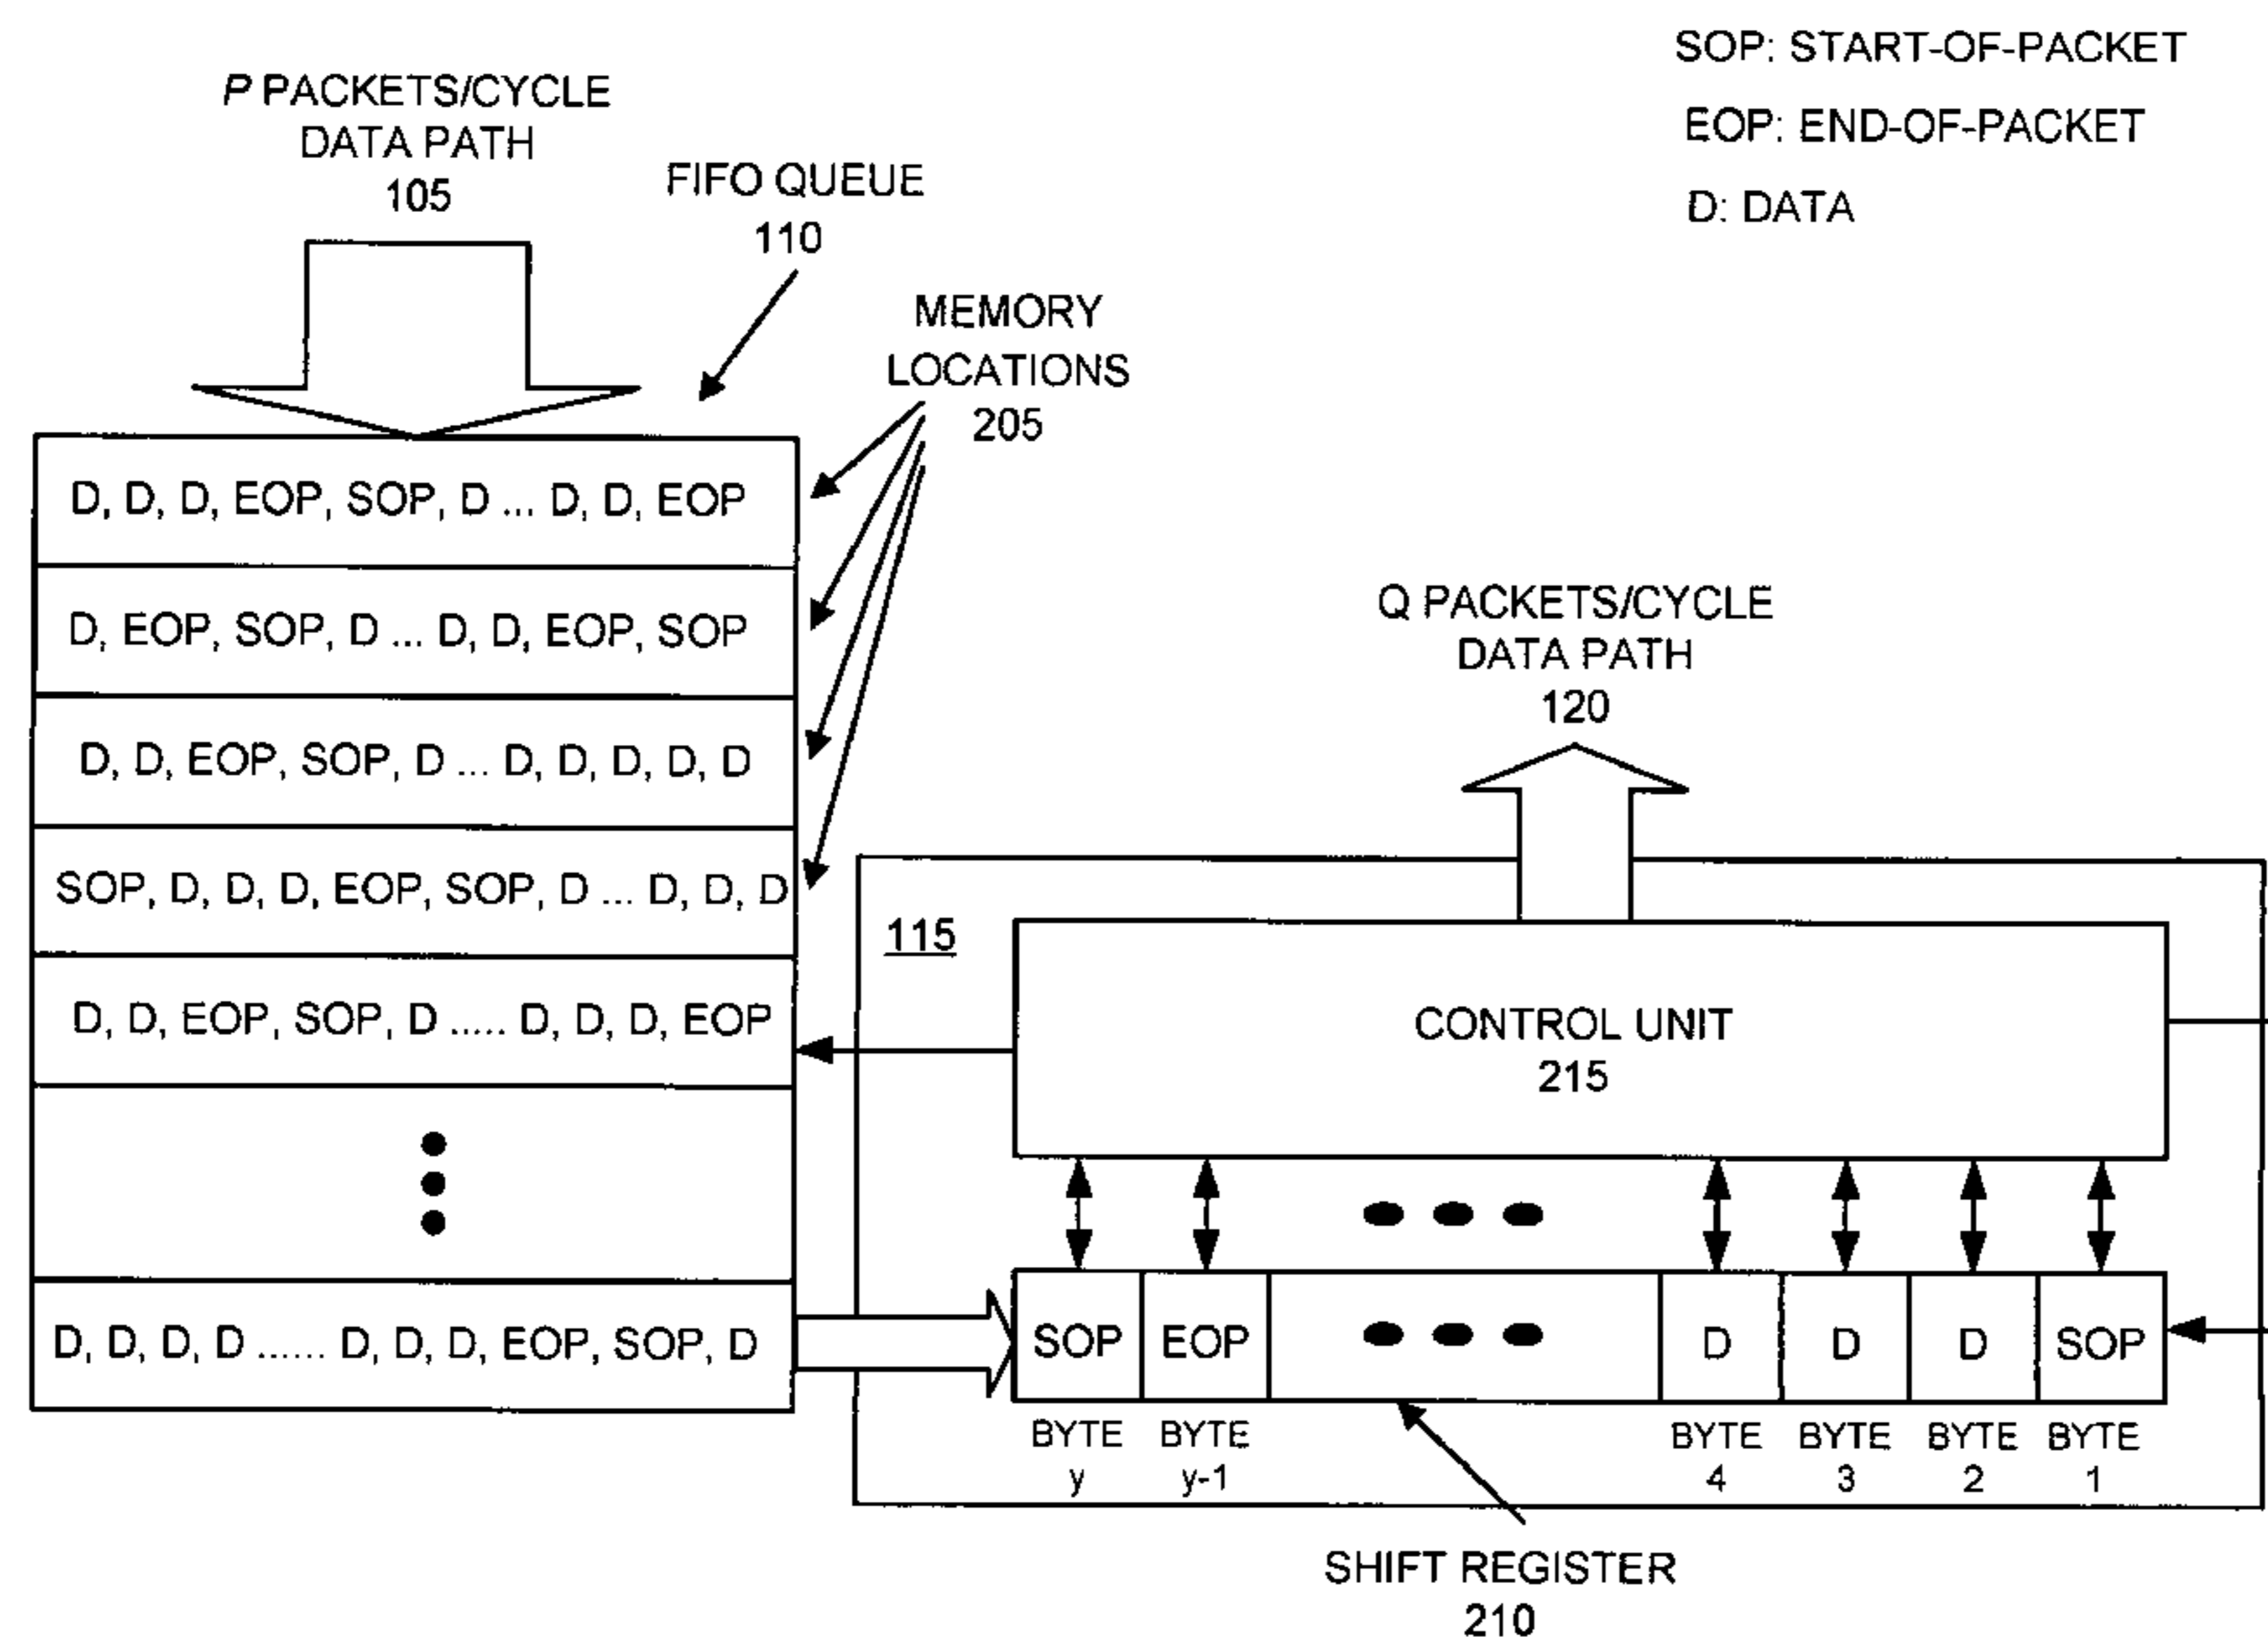 SOP: START-OF-PACKET
EOP: END-OF-PACKET
D: DATA
P PACKETS/CYCLE
DATA PATH
105
FIFO QUEUE
110
MEMORY
LOCATIONS
205
D, D, D, EOP, SOP, D ... D, D, EOP
D, EOP, SOP, D ... D, D, EOP, SOP
D, D, EOP, SOP, D ... D, D, D, D, D
SOP, D, D, D, EOP, SOP, D ... D, D, D
D, D, EOP, SOP, D ..... D, D, D, EOP
D, D, D, D ...... D, D, D, EOP, SOP, D
Q PACKETS/CYCLE
DATA PATH
120
115
CONTROL UNIT
215
SOP EOP D D D SOP
BYTE BYTE BYTE BYTE BYTE BYTE
y y-1 4 3 2 1
SHIFT REGISTER
210